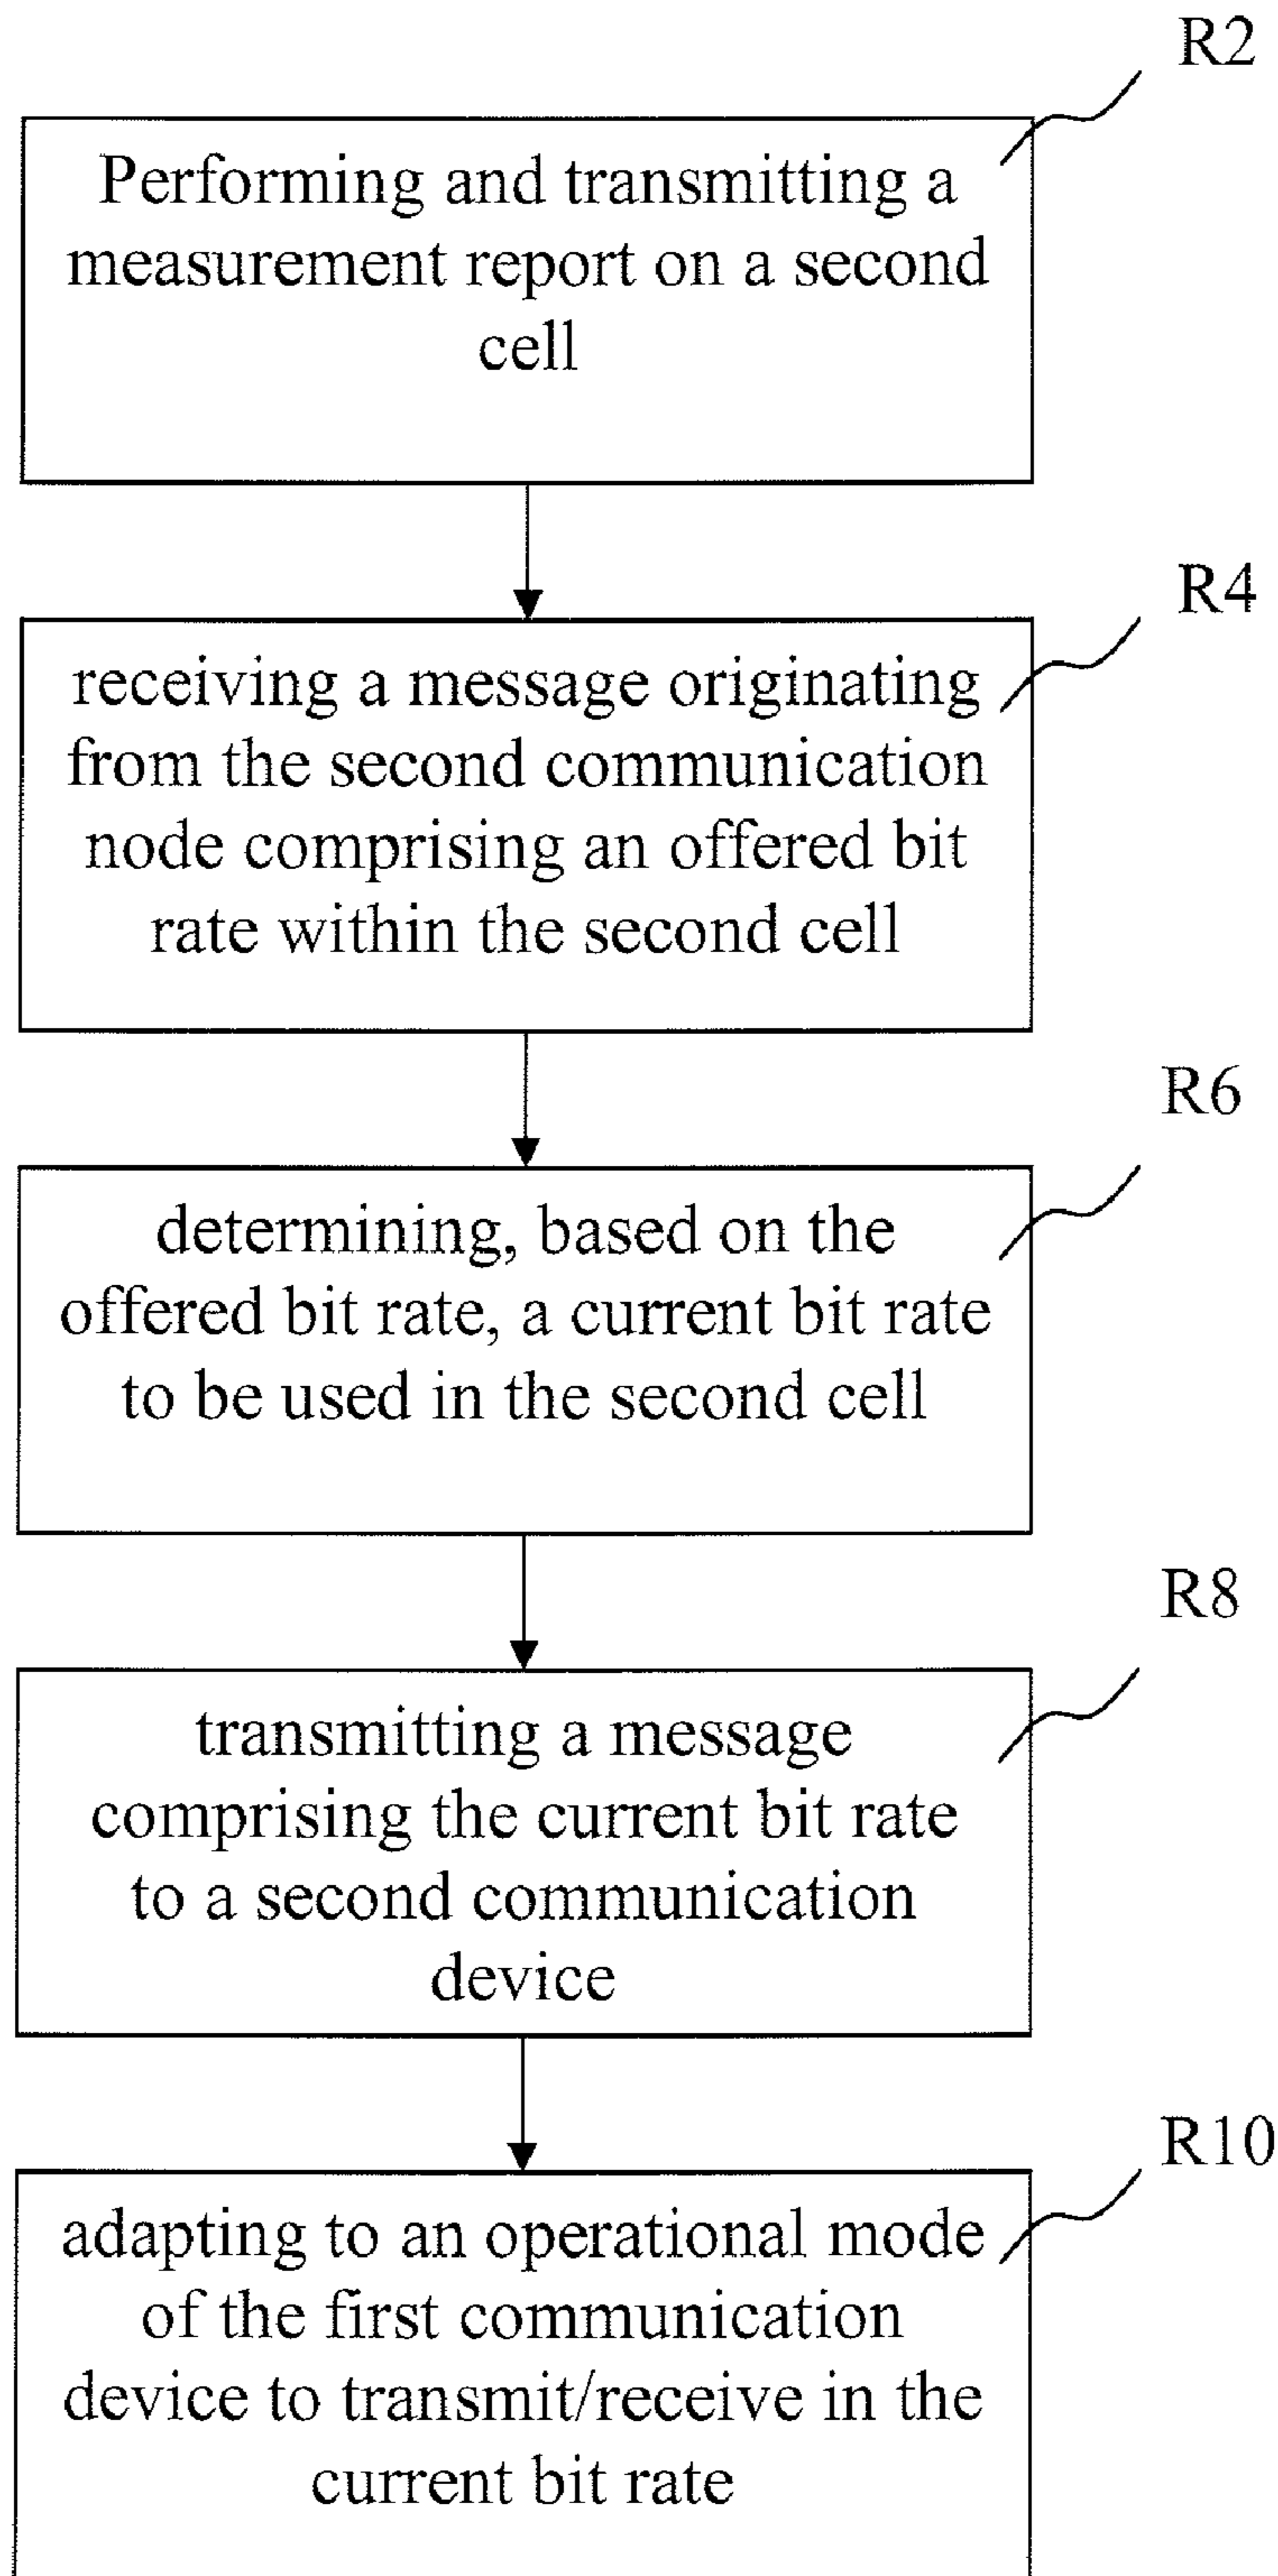 R2
Performing and transmitting a
measurement report on a second
cell
R4
receiving a message originating
from the second communication
node comprising an offered bit
rate within the second cell
R6
determining, based on the
offered bit rate, a current bit rate
to be used in the second cell
R8
transmitting a message
comprising the current bit rate
to a second communication
device
R10
adapting to an operational mode
of the first communication
device to transmit/receive in the
current bit rate